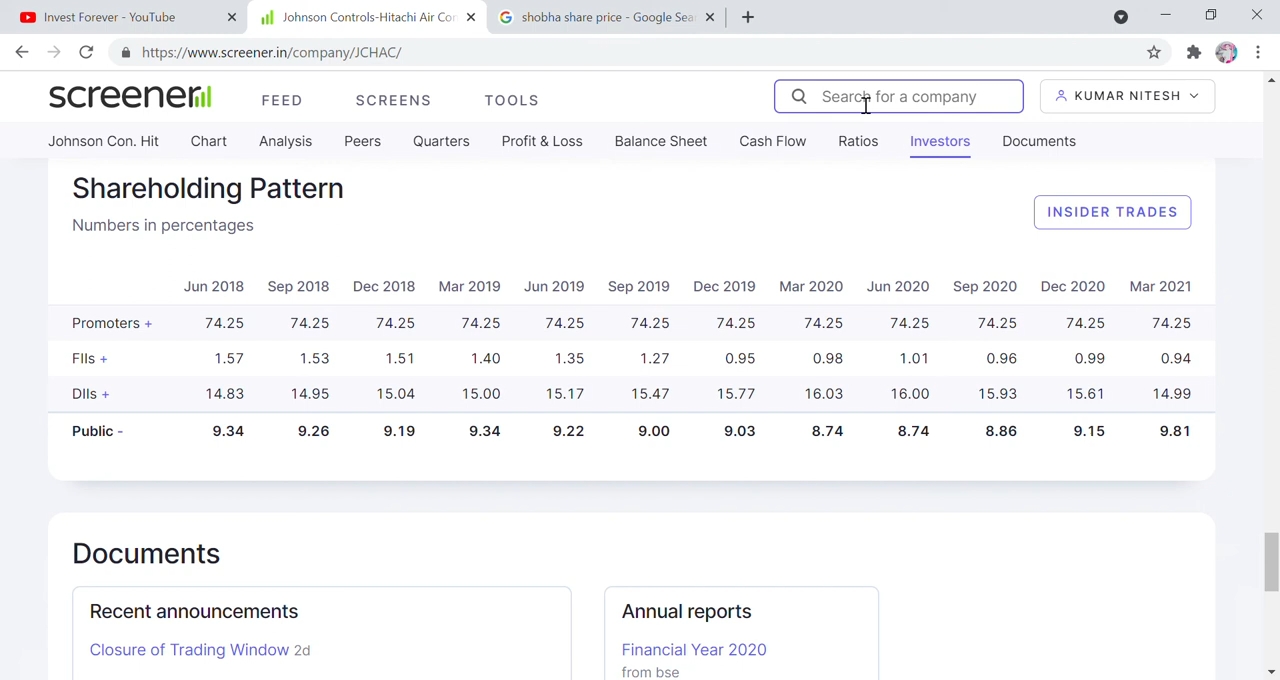 Invest Forever - YouTube
Johnson Controls-Hitachi Air Con
shobha share price - Google Sea
https://www.screener.in/company/JCHAC/
screener
FEED SCREENS TOOLS
Search for a company
KUMAR NITESH
Johnson Con. Hit Chart Analysis Peers Quarters Profit & Loss Balance Sheet Cash Flow Ratios Investors Documents
Shareholding Pattern
Numbers in percentages
INSIDER TRADES
Jun 2018 Sep 2018 Dec 2018 Mar 2019 Jun 2019 Sep 2019 Dec 2019 Mar 2020 Jun 2020 Sep 2020 Dec 2020 Mar 2021
Promoters + 74.25 74.25 74.25 74.25 74.25 74.25 74.25 74.25 74.25 74.25 74.25 74.25
FIIs + 1.57 1.53 1.51 1.40 1.35 1.27 0.95 0.98 1.01 0.96 0.99 0.94
DIIs + 14.83 14.95 15.04 15.00 15.17 15.47 15.77 16.03 16.00 15.93 15.61 14.99
Public - 9.34 9.26 9.19 9.34 9.22 9.00 9.03 8.74 8.74 8.86 9.15 9.81
Documents
Recent announcements
Closure of Trading Window 2d
Annual reports
Financial Year 2020
from bse